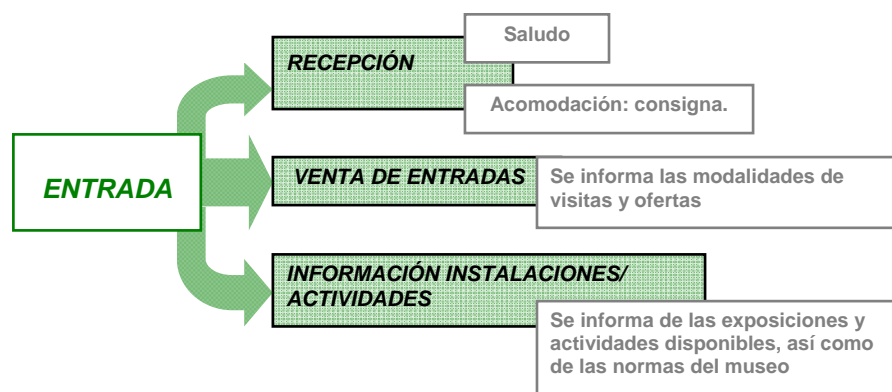 Saludo
RECEPCIÓN
Acomodación: consigna.
ENTRADA
VENTA DE ENTRADAS
Se informa las modalidades de
visitas y ofertas
INFORMACIÓN INSTALACIONES/
ACTIVIDADES
Se informa de las exposiciones y
actividades disponibles, así como
de las normas del museo